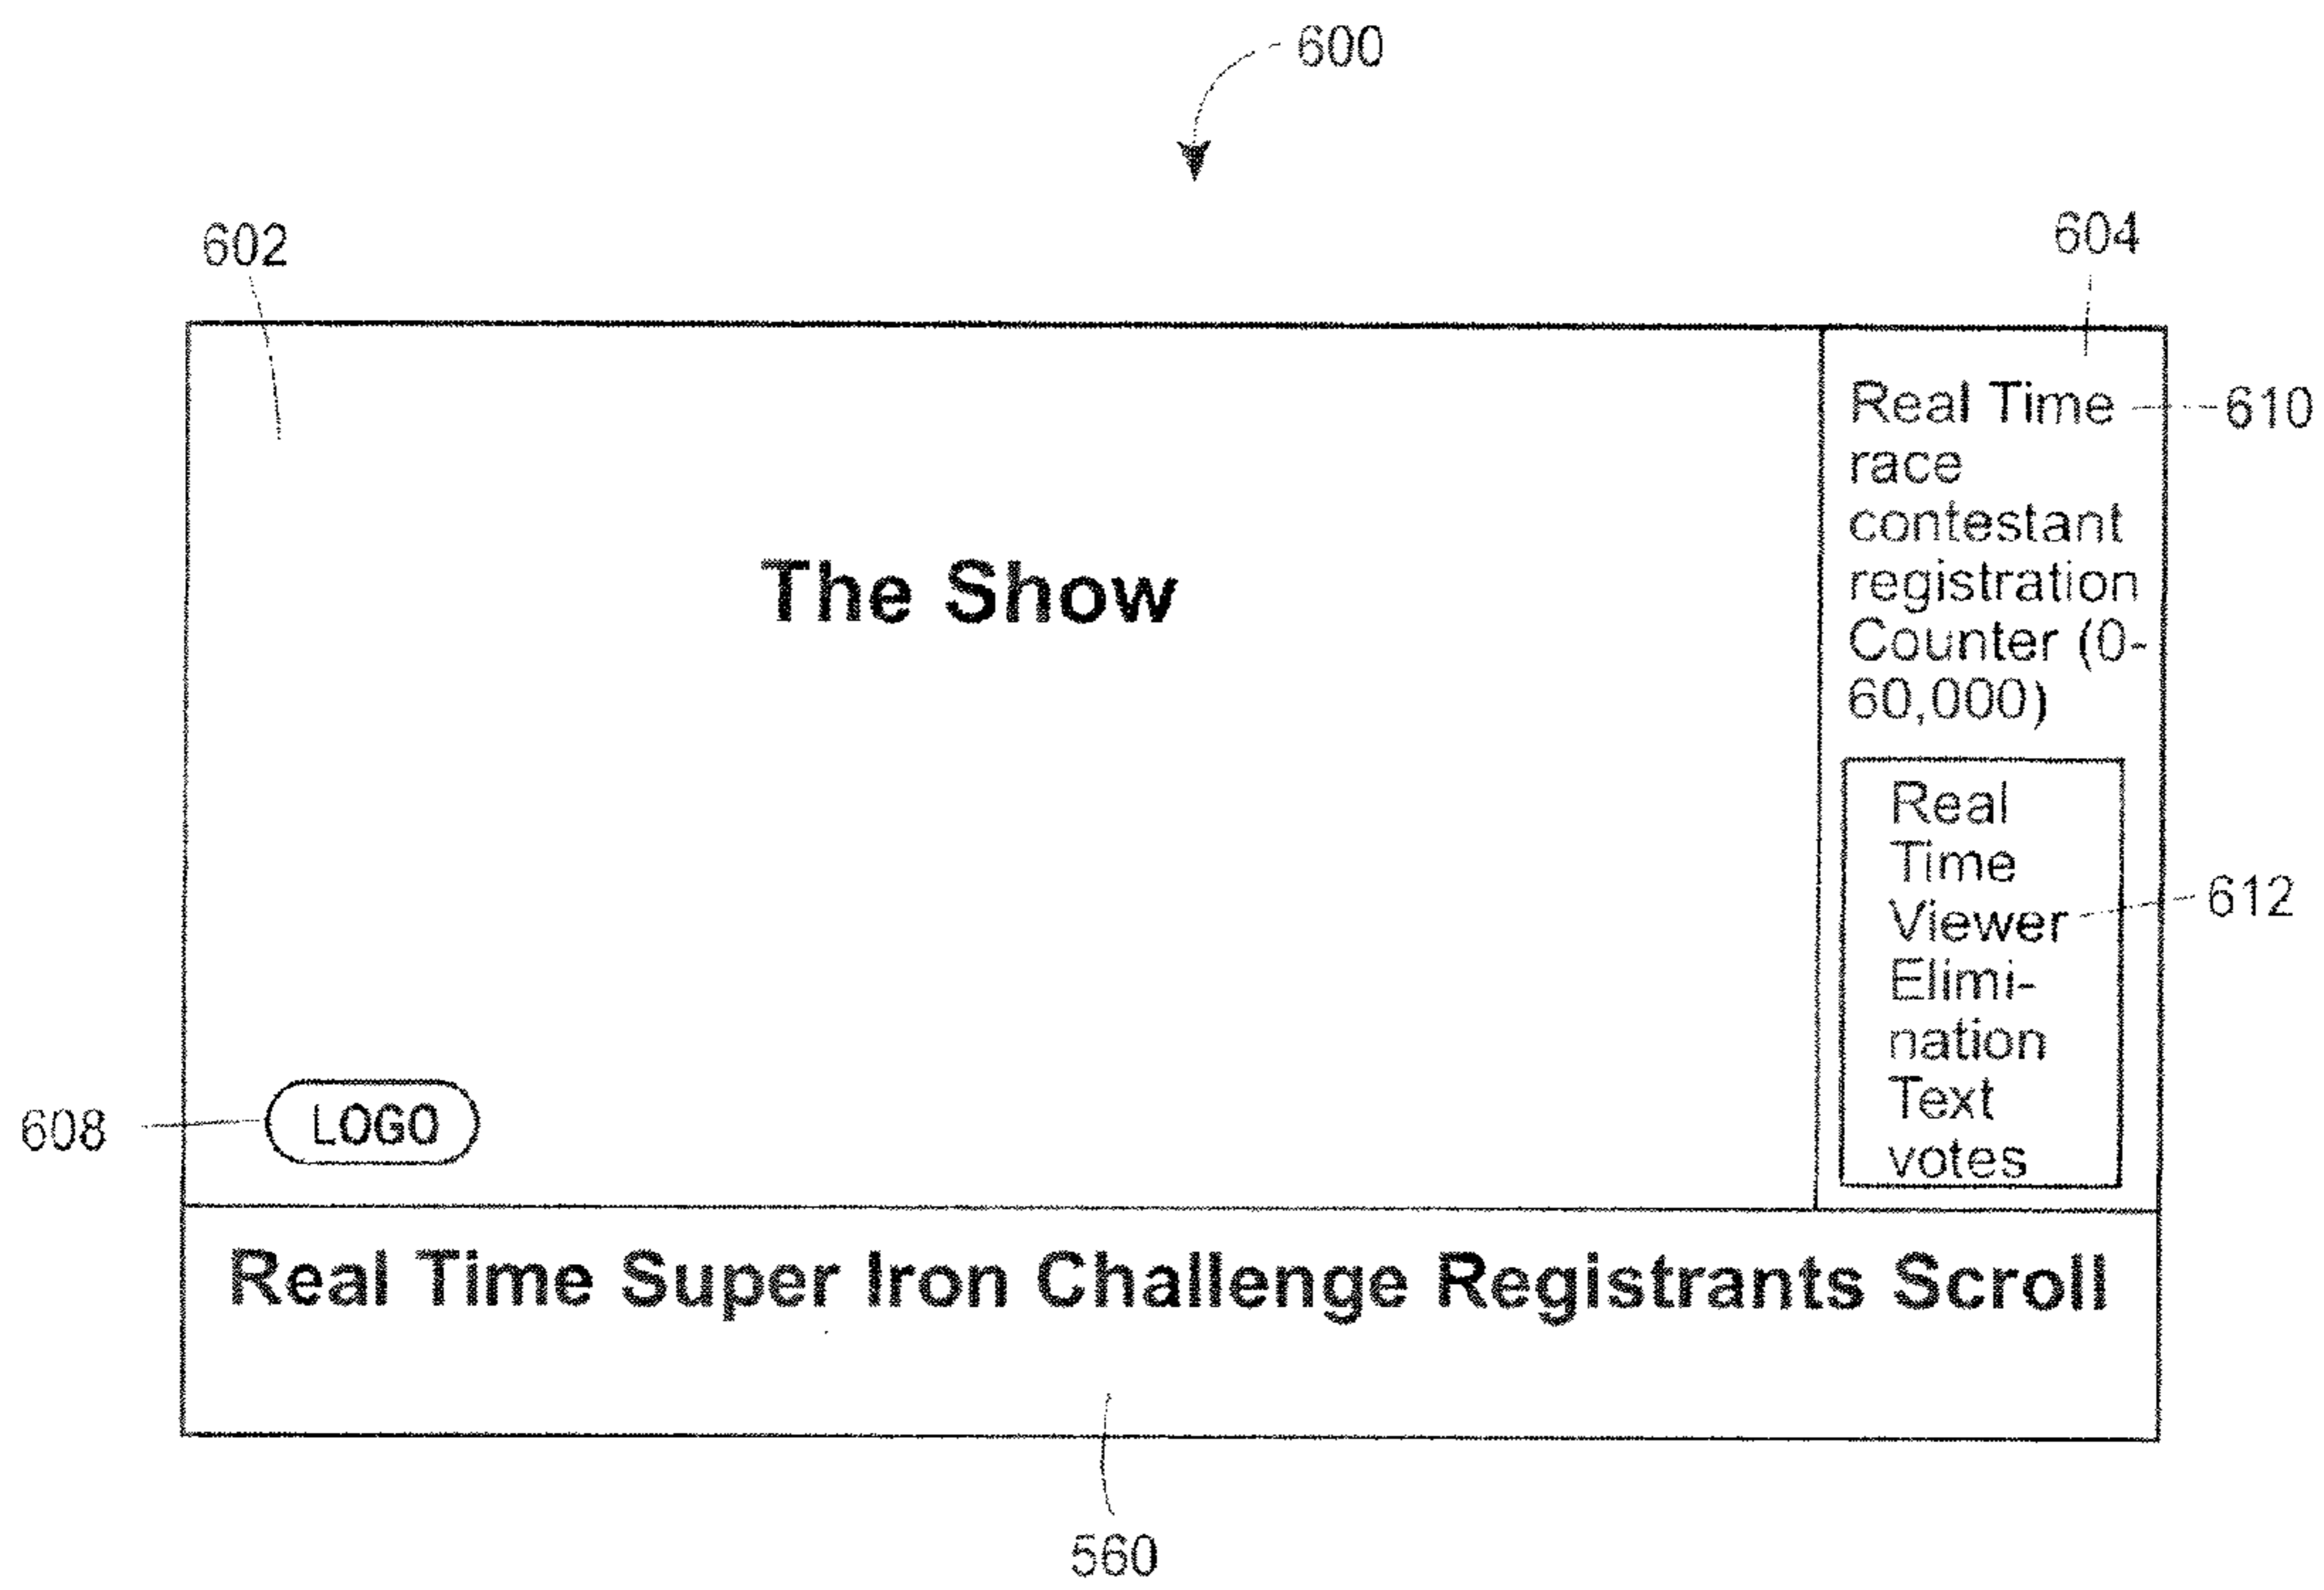 600
602
604
Real Time
610
race
contestant
registration
Counter (0-
60,000)
The Show
Real
Time
Viewer
612
Elimi-
nation
Text
votes
608
LOGO
Real Time Super Iron Challenge Registrants Scroll
560